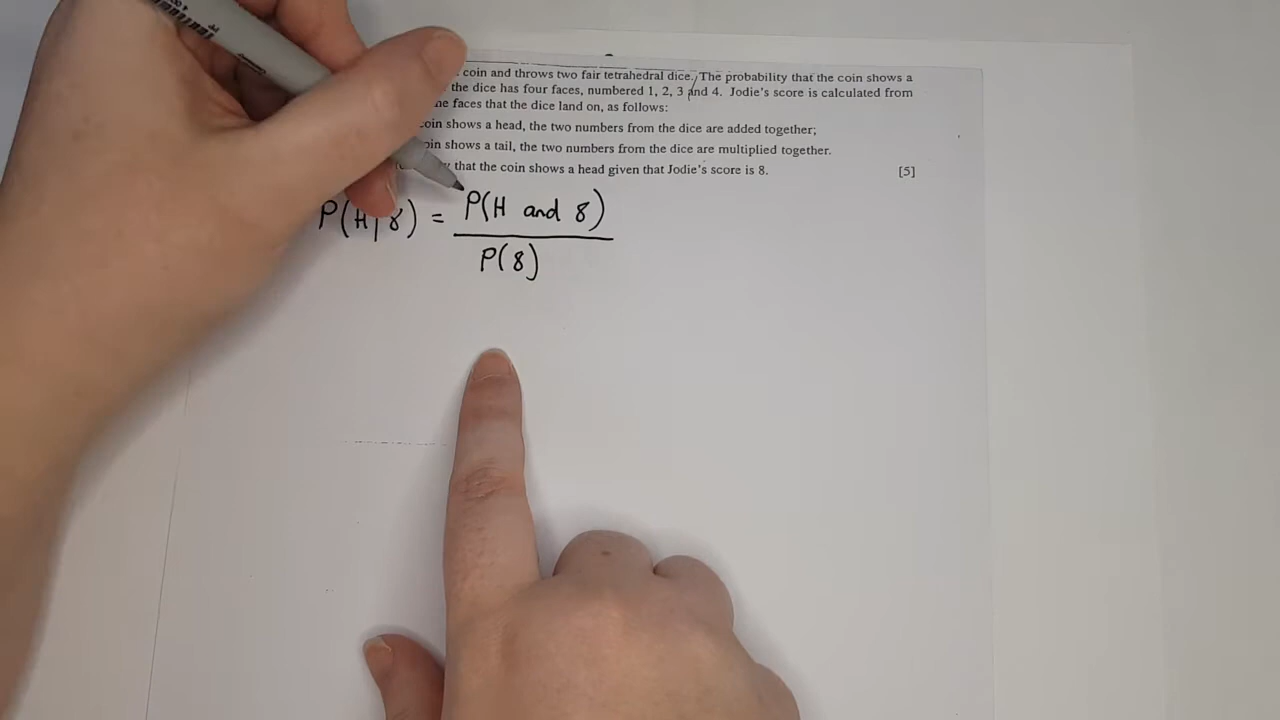 coin and throws two fair tetrahedral dice. The probability that the coin shows a
the dice has four faces, numbered 1, 2, 3 and 4. Jodie's score is calculated from
faces that the dice land on, as follows:
coin shows a head, the two numbers from the dice are added together;
shows a tail, the two numbers from the dice are multiplied together.
that the coin shows a head given that Jodie's score is 8. [5]
P(H|8) = P(H and 8)
P(8)